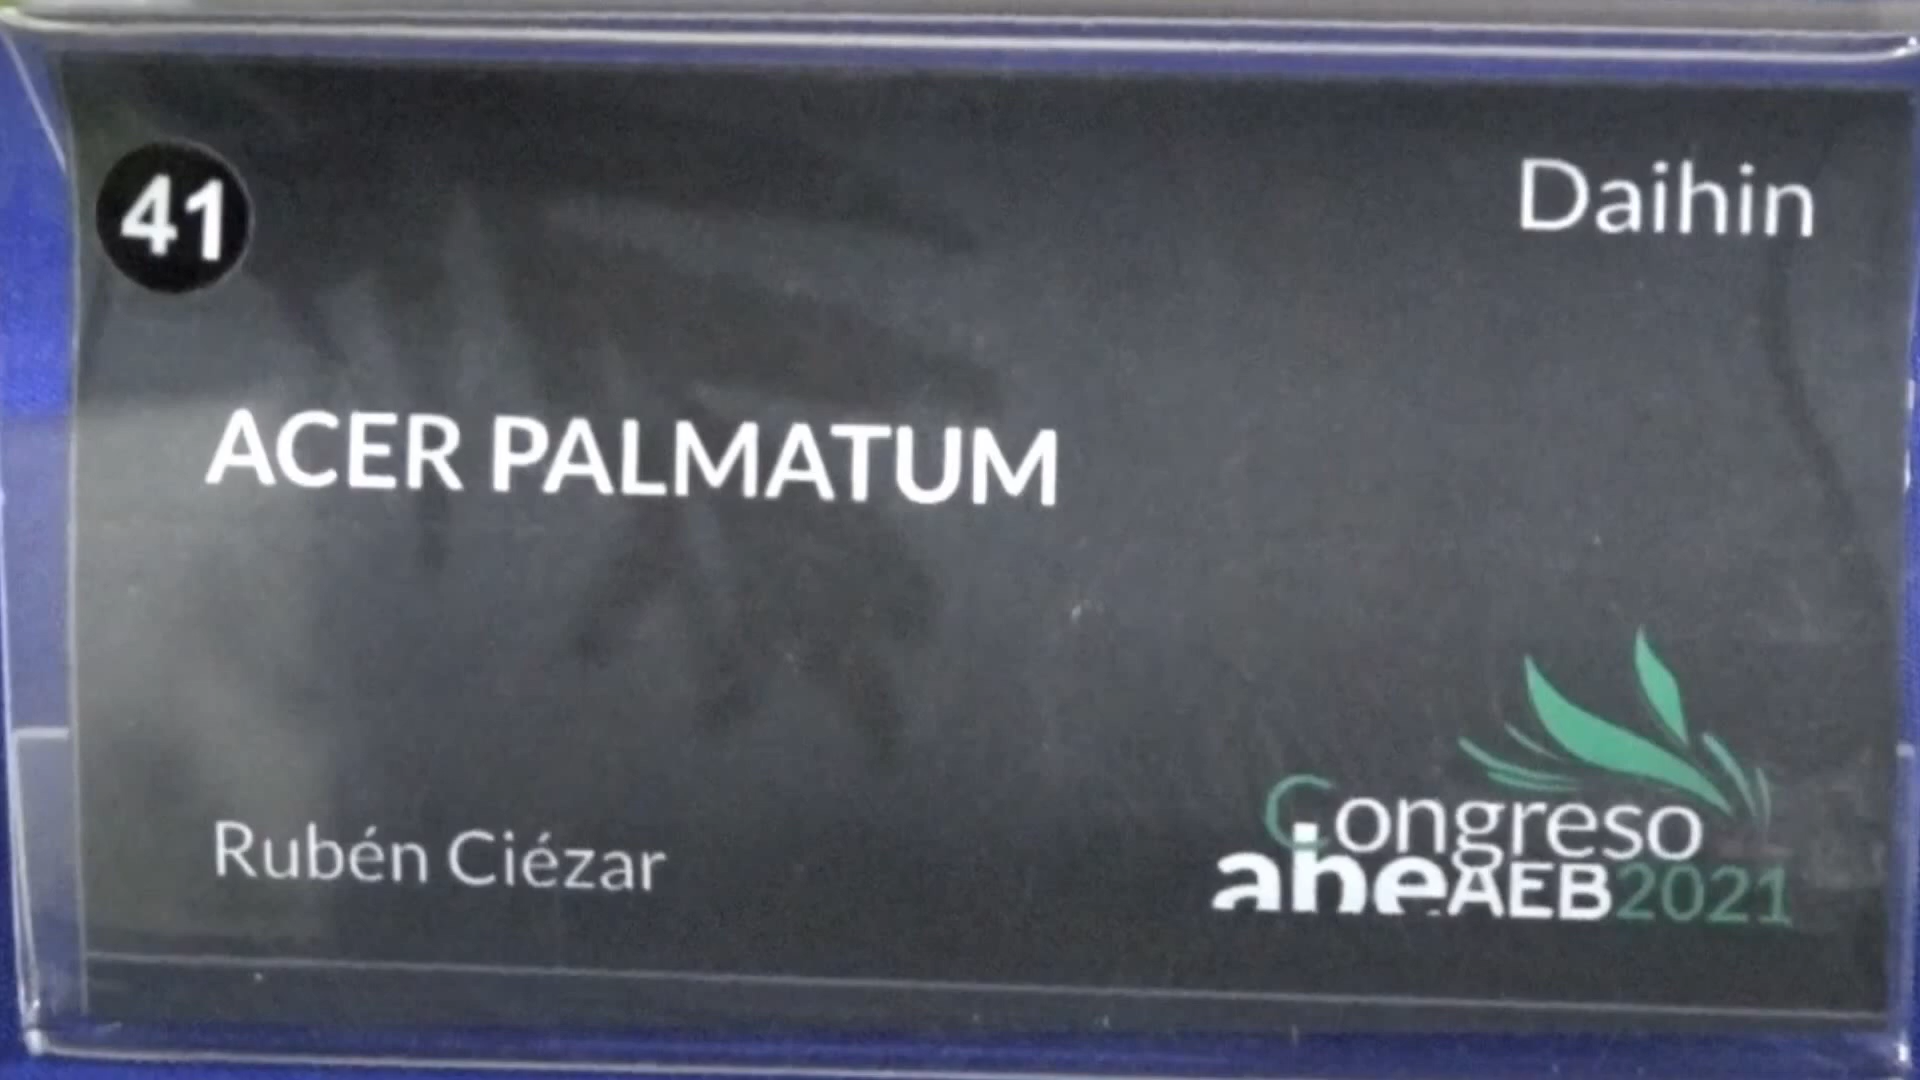 41
Daihin
ACER PALMATUM
Rubén Ciézar
Congreso
aheAEB2021